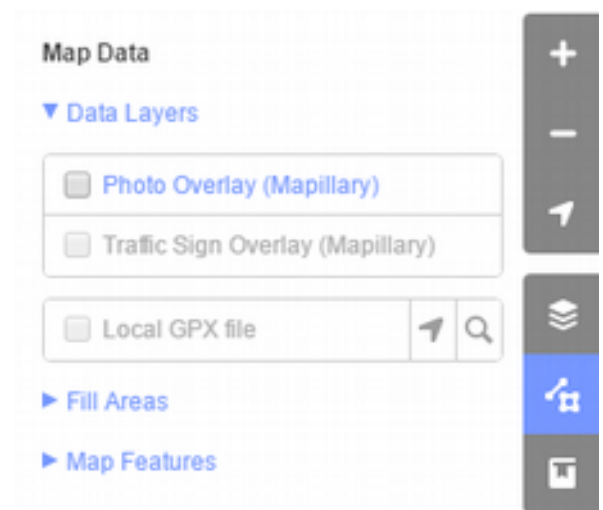 Map Data
Data Layers
Photo Overlay (Mapillary)
Traffic Sign Overlay (Mapillary)
Local GPX file
Fill Areas
Map Features